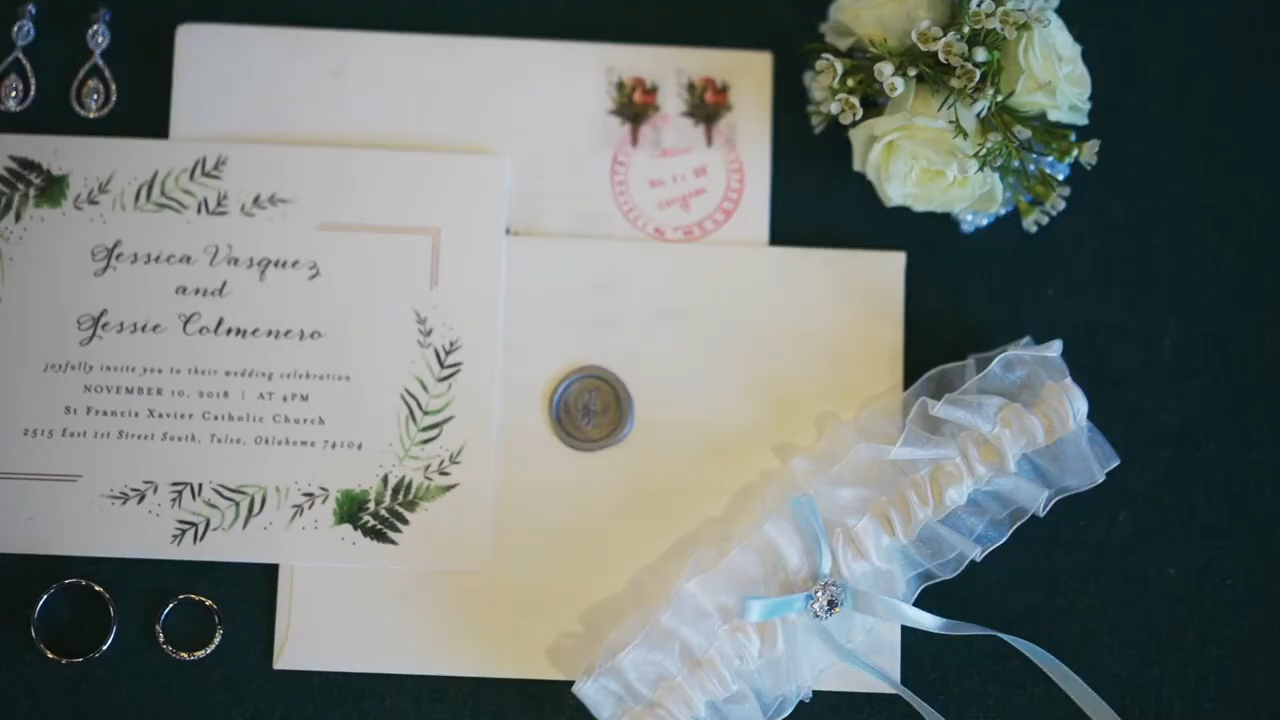 Jessica Vasquez
and
Jessie Colmenero
joyfully invite you to their wedding celebration
NOVEMBER 10, 2018 | AT 4PM
St Francis Xavier Catholic Church
2515 East 1st Street South, Tulsa, Oklahoma 74104